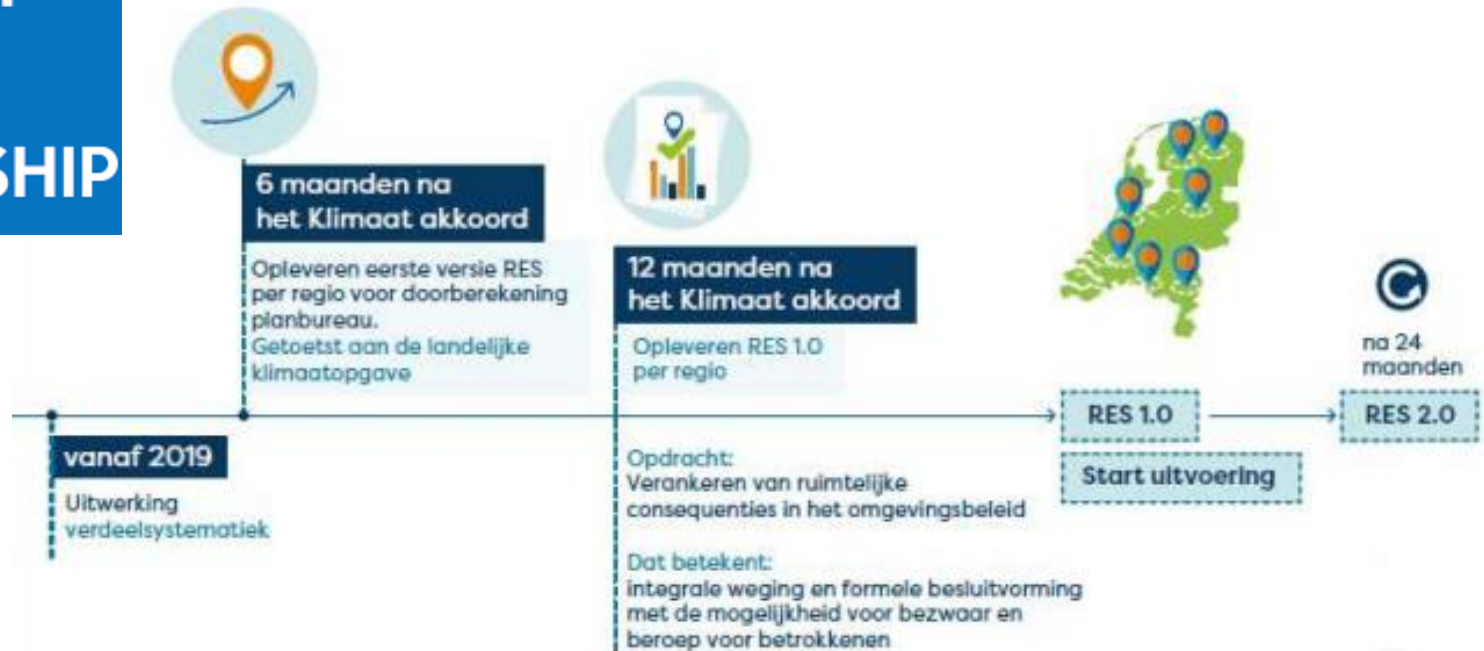 SHIP
6 maanden na
het Klimaat akkoord
Opleveren eerste versie RES
per regio voor doorberekening
planbureau.
Getoetst aan de landelijke
klimaatopgave
12 maanden na
het Klimaat akkoord
Opleveren RES 1.0
per regio
na 24
maanden
RES 1.0
RES 2.0
Start uitvoering
vanaf 2019
Uitwerking
verdeelsystematiek
Opdracht:
Verankeren van ruimtelijke
consequenties in het omgevingsbeleid
Dat betekent:
integrale weging en formele besluitvorming
met de mogelijkheid voor bezwaar en
beroep voor betrokkenen